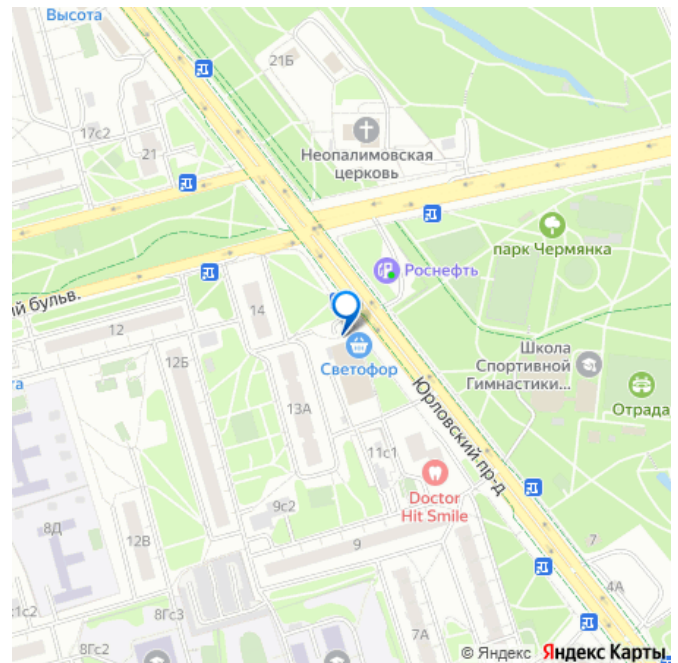 Высота
21Б
17с2
21
Неопалимовская
церковь
парк Чермянка
Роснефть
ий бульв.
14
12
12Б
Светофор
Школа
Спортивной
Гимнастики...
та
Отрада
13А
Юрловский пр-д
11с1
Doctor
Hit Smile
9с2
8Д
12В
9
7
4А
1с2
8Гс3
7А
8Гс2
© Яндекс Яндекс Карты